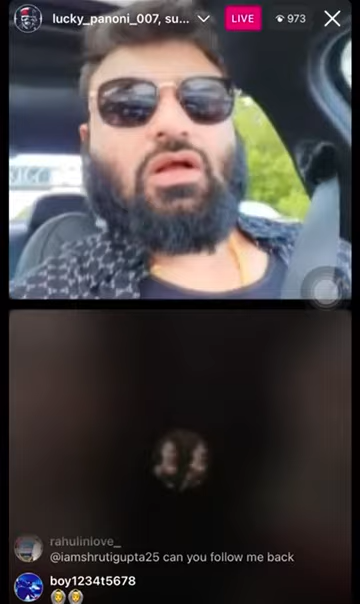 lucky_panoni_007, su...
LIVE
973
rahulinlove_
@iamshrutigupta25 can you follow me back
boy1234t5678